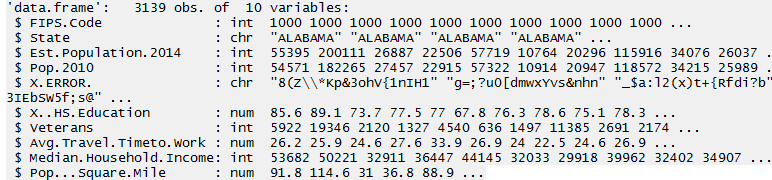 'data.frame':   3139 obs. of  10 variables:
 $ FIPS.Code              : int  1000 1000 1000 1000 1000 1000 1000 1000 1000 1000 ...
 $ State                  : chr  "ALABAMA" "ALABAMA" "ALABAMA" "ALABAMA" ...
 $ Est.Population.2014    : int  55395 200111 26887 22506 57719 10764 20296 115916 34076 26037 ...
 $ Pop.2010               : int  54571 182265 27457 22915 57322 10914 20947 118572 34215 25989 ...
 $ X.ERROR.               : chr  "8(Z\\*Kp&3ohV{1nIH1" "g=;?u0[dmwxYvs&nhn" "_$a:l2(x)t+{Rfdi?b"
3IEbSW5f;s@" ...
 $ X..HS.Education        : num  85.6 89.1 73.7 77.5 77 67.8 76.3 78.6 75.1 78.3 ...
 $ Veterans               : int  5922 19346 2120 1327 4540 636 1497 11385 2691 2174 ...
 $ Avg.Travel.Timeto.Work : num  26.2 25.9 24.6 27.6 33.9 26.9 24 22.5 24.6 26.9 ...
 $ Median.Household.Income: int  53682 50221 32911 36447 44145 32033 29918 39962 32402 34907 ...
 $ Pop...Square.Mile      : num  91.8 114.6 31 36.8 88.9 ...